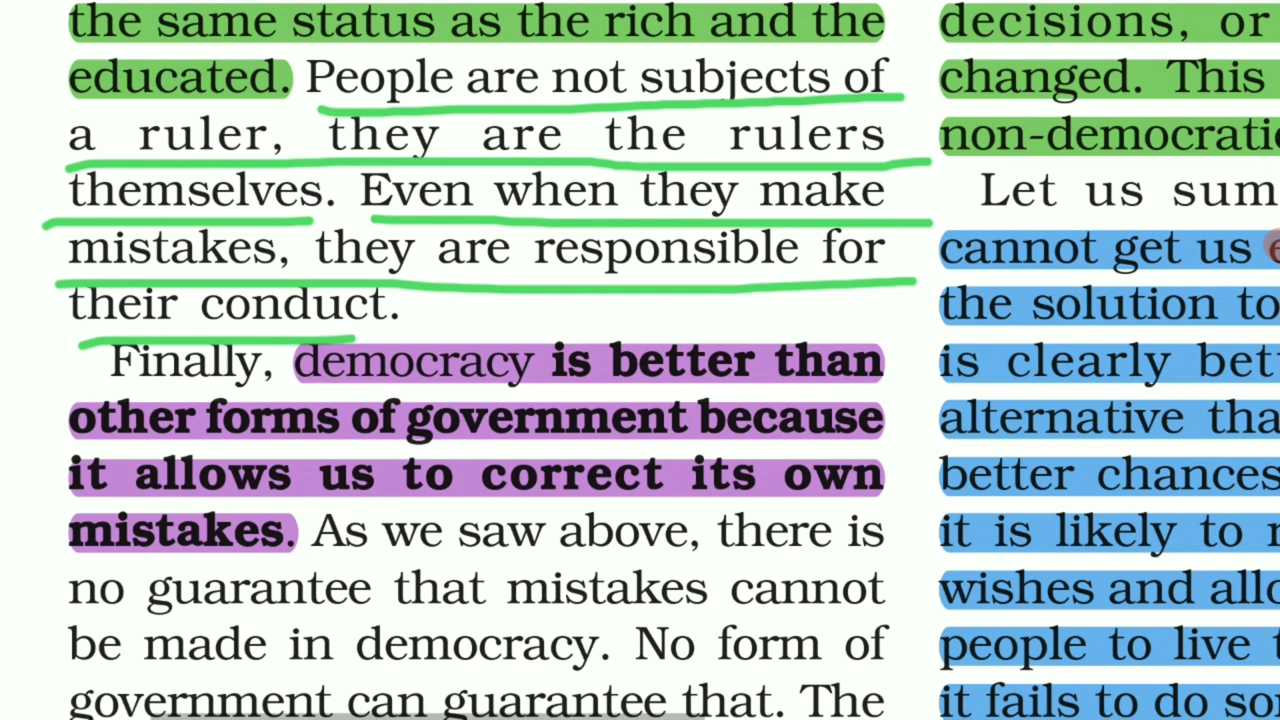 the same status as the rich and the
educated. People are not subjects of
a ruler, they are the rulers
themselves. Even when they make
mistakes, they are responsible for
their conduct.
Finally, democracy is better than
other forms of government because
it allows us to correct its own
mistakes. As we saw above, there is
no guarantee that mistakes cannot
be made in democracy. No form of
government can guarantee that. The
decisions, or
changed. This
non-democratic
Let us sum
cannot get us
the solution to
is clearly bet
alternative tha
better chances
it is likely to
wishes and allo
people to live
it fails to do so